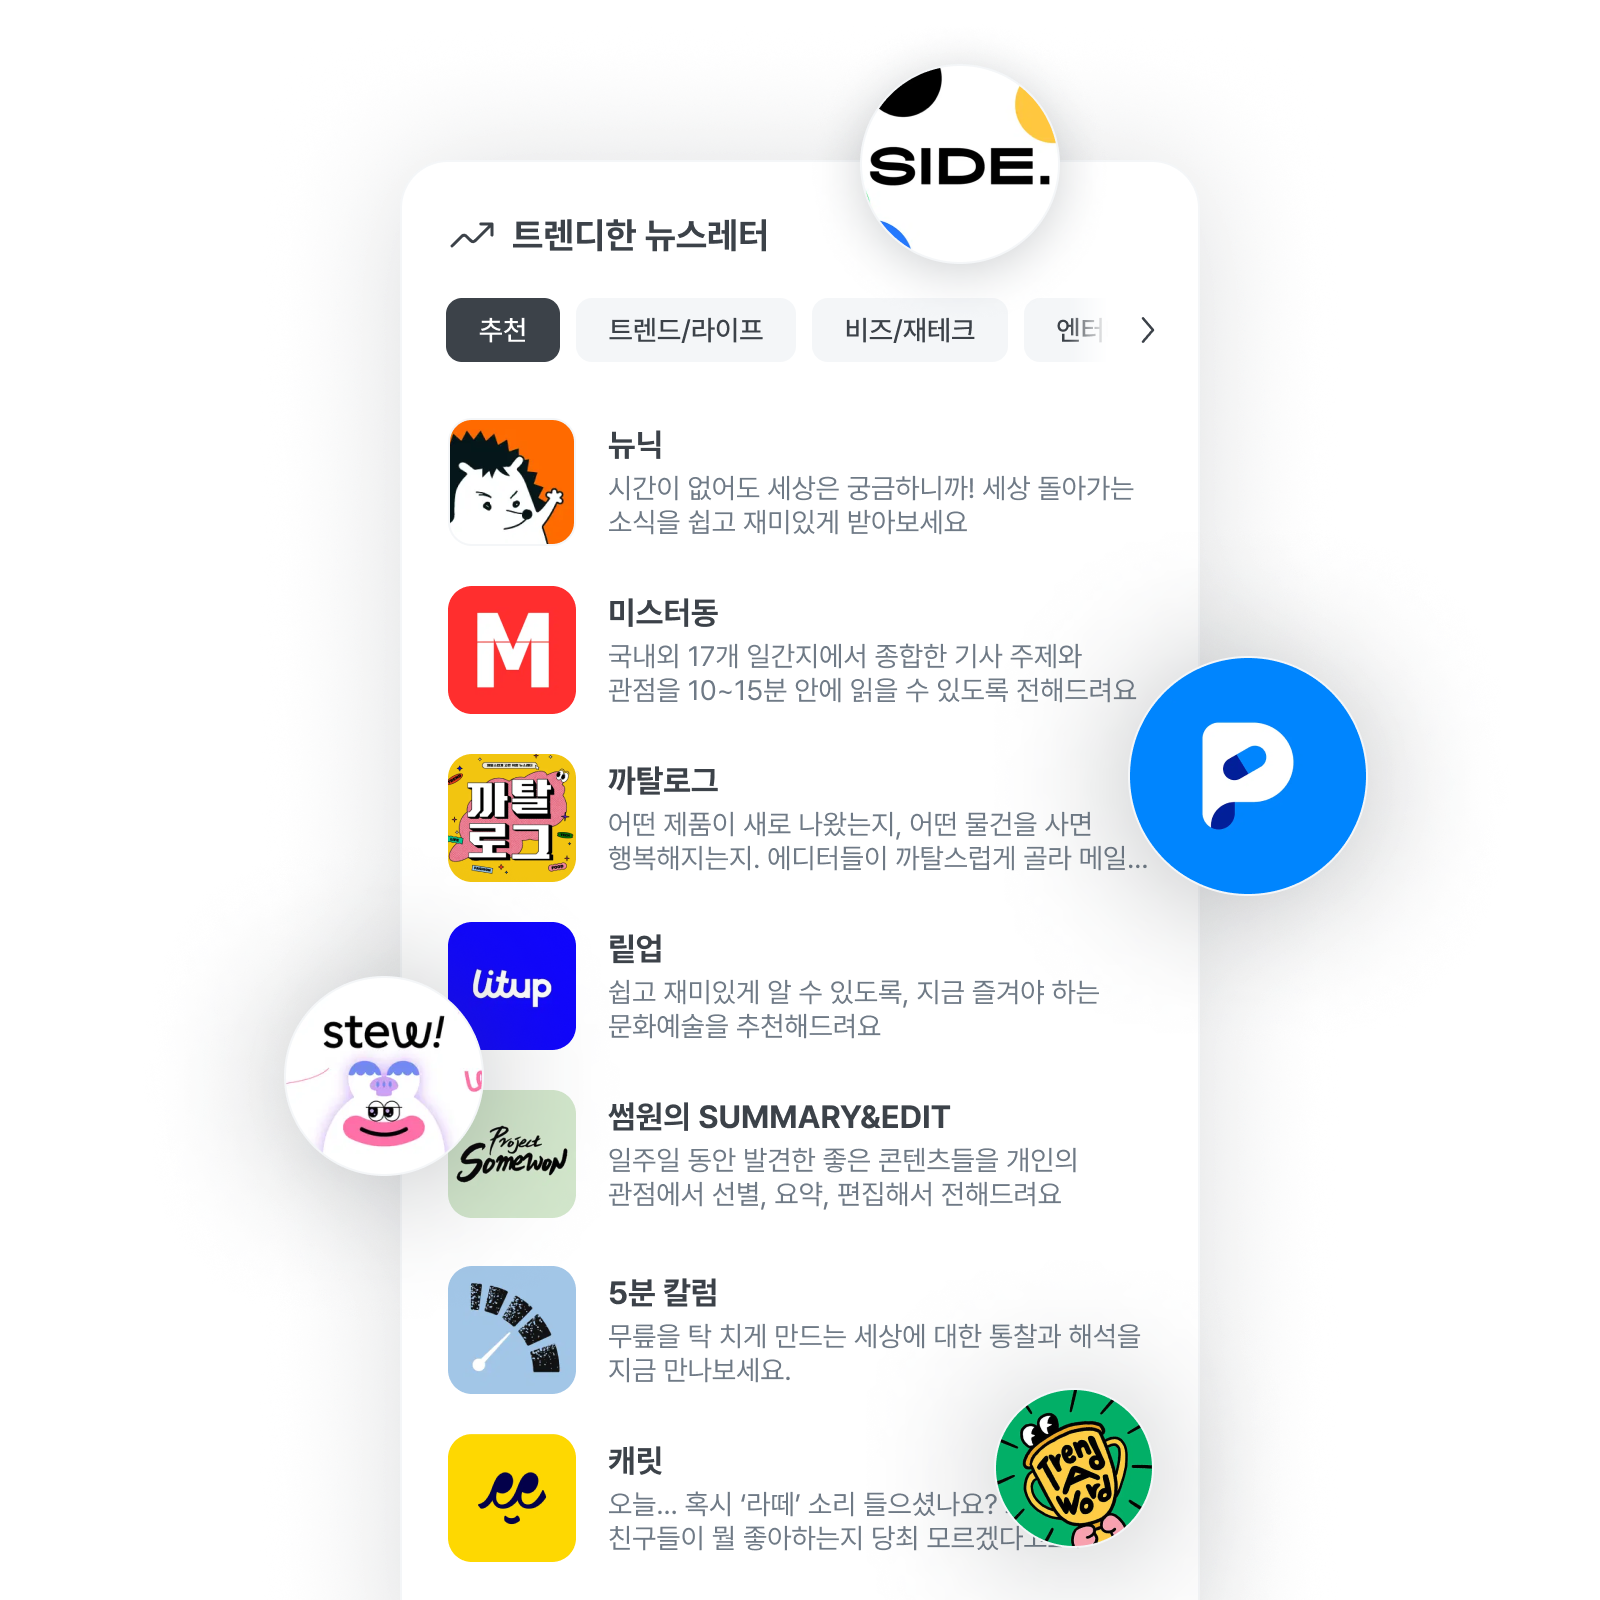 SIDE.
트렌디한 뉴스레터
추천
트렌드/라이프
비즈/재테크
엔터
뉴닉
시간이 없어도 세상은 궁금하니까! 세상 돌아가는
소식을 쉽고 재미있게 받아보세요
M
미스터동
국내외 17개 일간지에서 종합한 기사 주제와
관점을 10~15분 안에 읽을 수 있도록 전해드려요
P
까탈
로그
까탈로그
어떤 제품이 새로 나왔는지, 어떤 물건을 사면
행복해지는지. 에디터들이 까탈스럽게 골라 메일...
litup
릩업
쉽고 재미있게 알 수 있도록, 지금 즐겨야 하는
문화예술을 추천해드려요
stew!
Project
Somewon
썸원의 SUMMARY&EDIT
일주일 동안 발견한 좋은 콘텐츠들을 개인의
관점에서 선별, 요약, 편집해서 전해드려요
5분 칼럼
무릎을 탁 치게 만드는 세상에 대한 통찰과 해석을
지금 만나보세요.
캐릿
오늘... 혹시 ‘라떼’ 소리 들으셨나요?
친구들이 뭘 좋아하는지 당최 모르겠다
Trend
A
Word